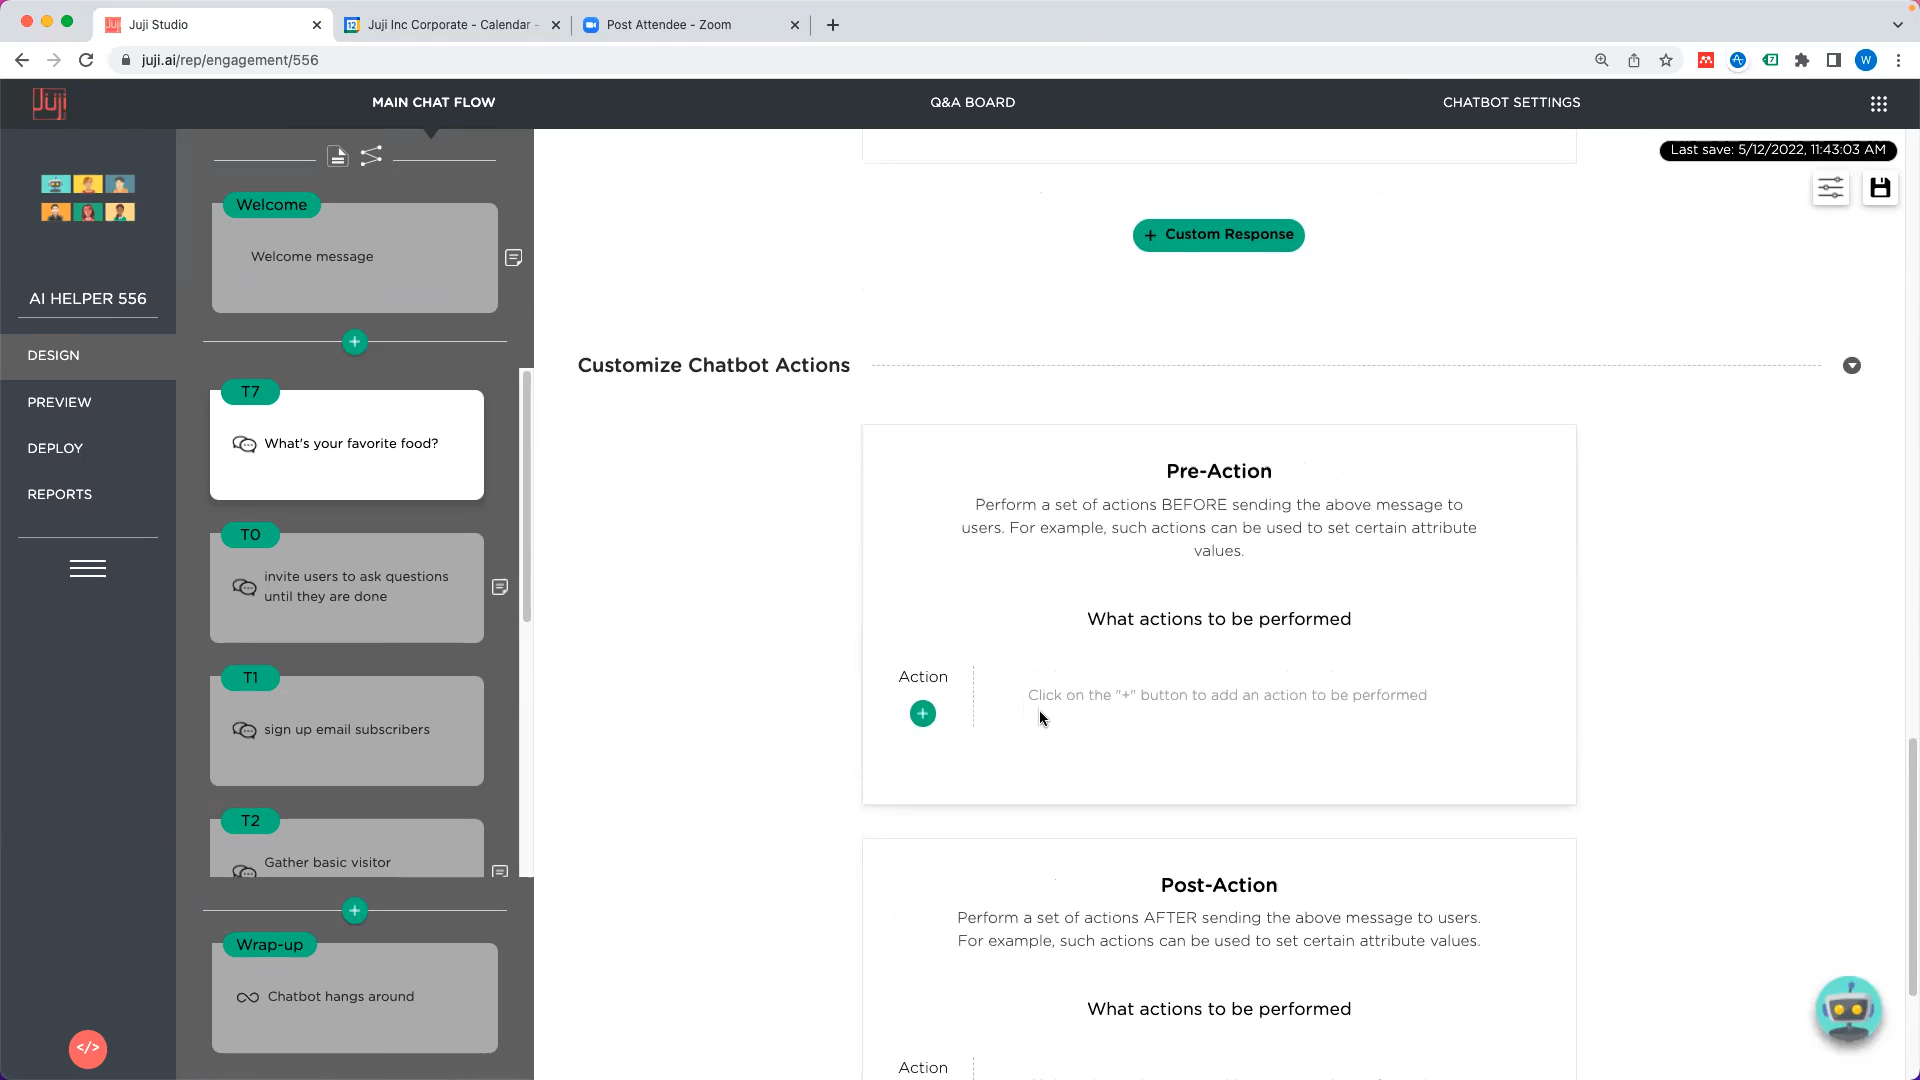 Juji Studio
Juji Inc Corporate - Calendar -
Post Attendee - Zoom
juji.ai/rep/engagement/556
W
Juji
MAIN CHAT FLOW
Q&A BOARD
CHATBOT SETTINGS
Last save: 5/12/2022, 11:43:03 AM
AI HELPER 556
DESIGN
PREVIEW
DEPLOY
REPORTS
</>
Welcome
Welcome message
T7
What's your favorite food?
T0
invite users to ask questions
until they are done
T1
sign up email subscribers
T2
Gather basic visitor
Wrap-up
Chatbot hangs around
+ Custom Response
Customize Chatbot Actions
Pre-Action
Perform a set of actions BEFORE sending the above message to
users. For example, such actions can be used to set certain attribute
values.
What actions to be performed
Action
Click on the "+" button to add an action to be performed
Post-Action
Perform a set of actions AFTER sending the above message to users.
For example, such actions can be used to set certain attribute values.
What actions to be performed
Action